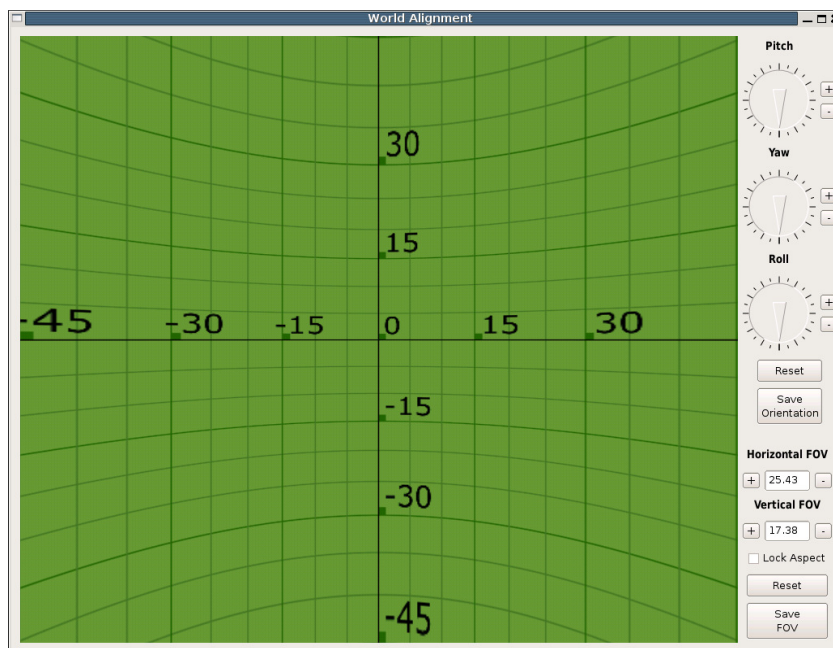 World Alignment
30
15
-45
-30
-15
0
15
30
-15
-30
-45
Pitch
+
-
Yaw
+
-
Roll
+
-
Reset
Save
Orientation
Horizontal FOV
+ 25.43 -
Vertical FOV
+ 17.38 -
Lock Aspect
Reset
Save
FOV